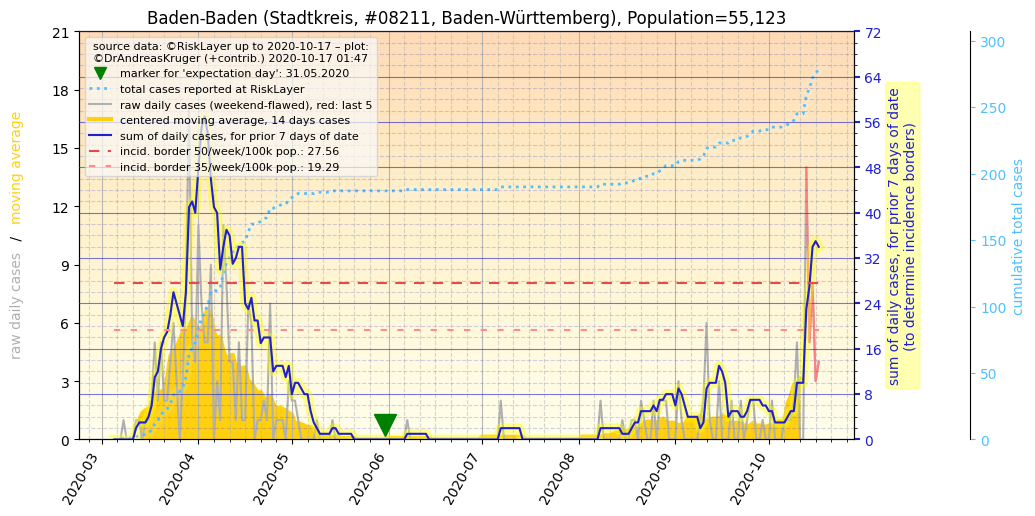 Baden-Baden (Stadtkreis, #08211, Baden-Württemberg), Population=55,123
source data: ©RiskLayer up to 2020-10-17 – plot:
©DrAndreasKruger (+contrib.) 2020-10-17 01:47
marker for 'expectation day': 31.05.2020
total cases reported at RiskLayer
raw daily cases (weekend-flawed), red: last 5
centered moving average, 14 days cases
sum of daily cases, for prior 7 days of date
incid. border 50/week/100k pop.: 27.56
incid. border 35/week/100k pop.: 19.29
raw daily cases / moving average
21
18
15
12
9
6
3
0
72
64
56
48
40
32
24
16
8
0
sum of daily cases, for prior 7 days of date
(to determine, incidence borders)
300
250
200
150
100
50
0
cumulative total cases
2020-03
2020-04
2020-05
2020-06
2020-07
2020-08
2020-09
2020-10